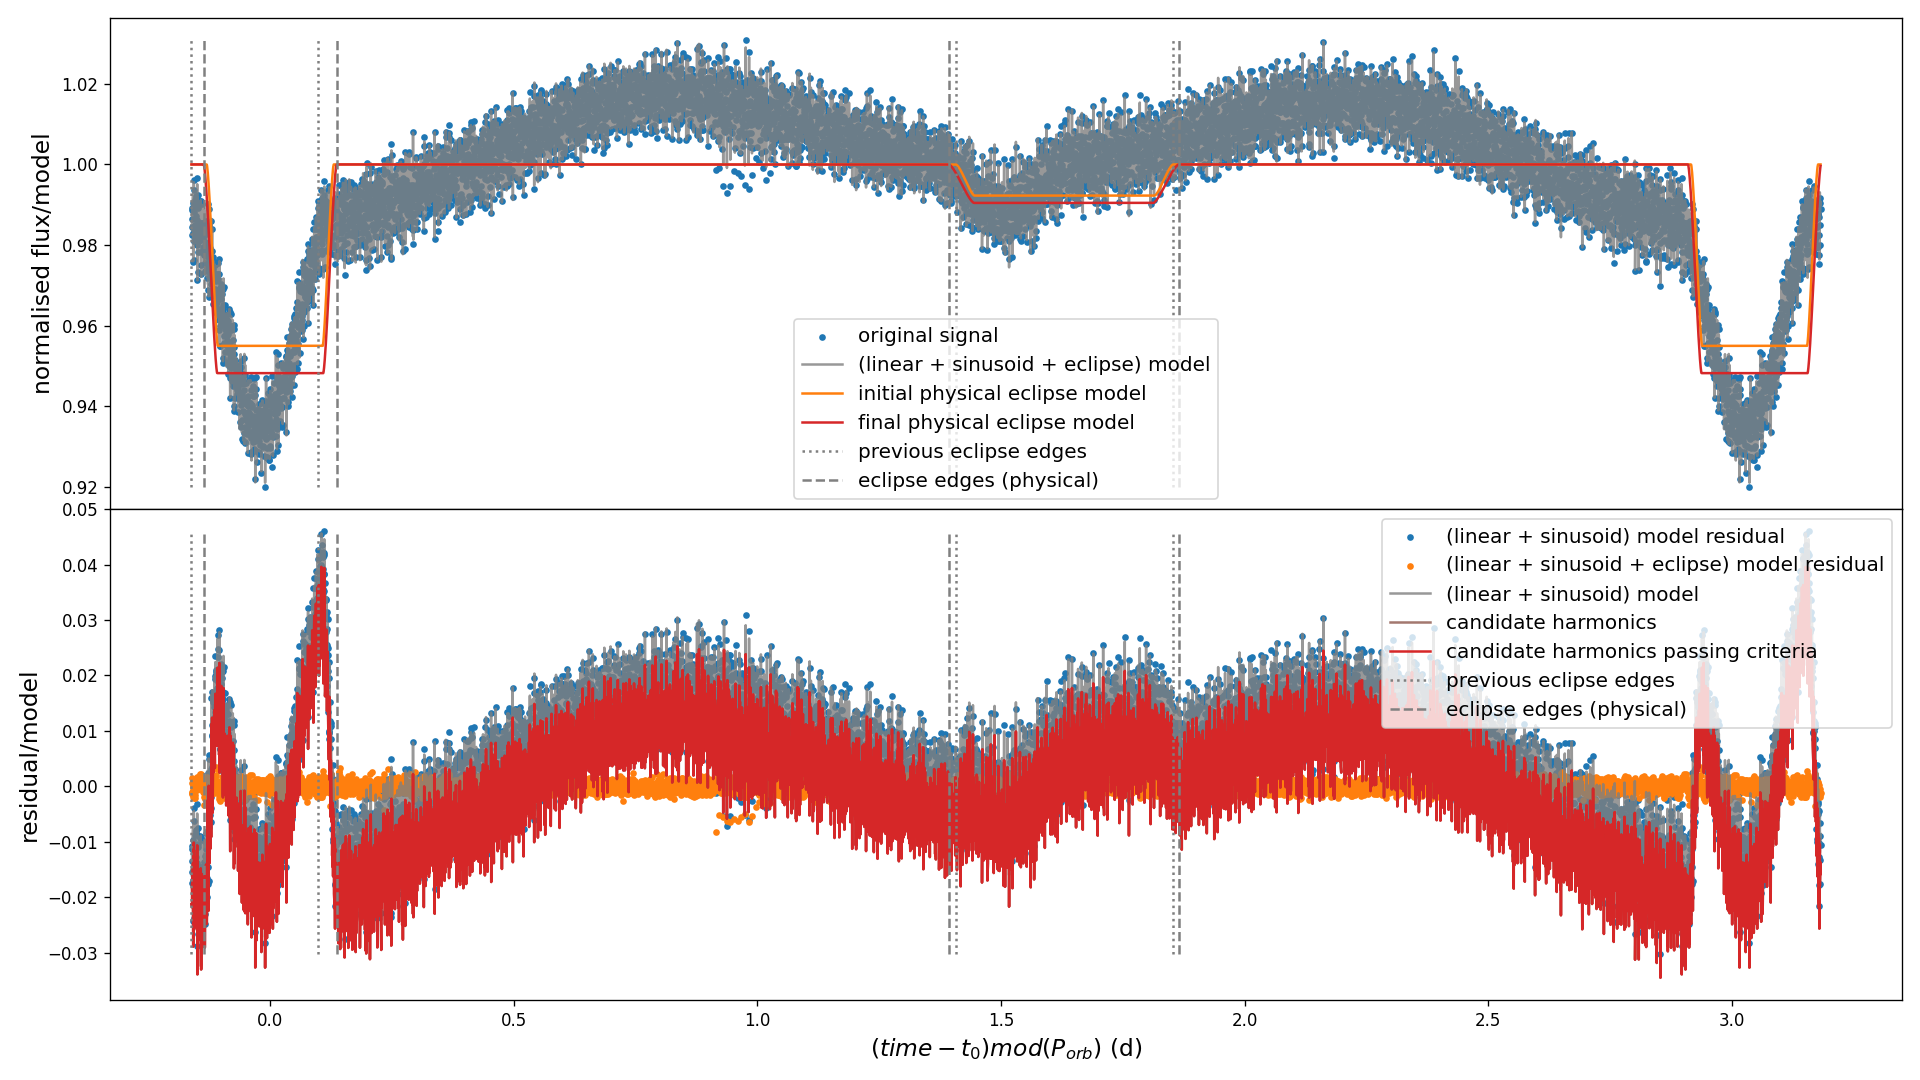 normalised flux/model
1.02
1.00
0.98
0.96
0.94
0.92
original signal
(linear + sinusoid + eclipse) model
initial physical eclipse model
final physical eclipse model
previous eclipse edges
eclipse edges (physical)
residual/model
0.05
0.04
0.03
0.02
0.01
0.00
−0.01
−0.02
−0.03
(linear + sinusoid) model residual
(linear + sinusoid + eclipse) model residual
(linear + sinusoid) model
candidate harmonics
candidate harmonics passing criteria
previous eclipse edges
eclipse edges (physical)
0.0 0.5 1.0 1.5 2.0 2.5 3.0
(time − t₀)mod(P_orb) (d)